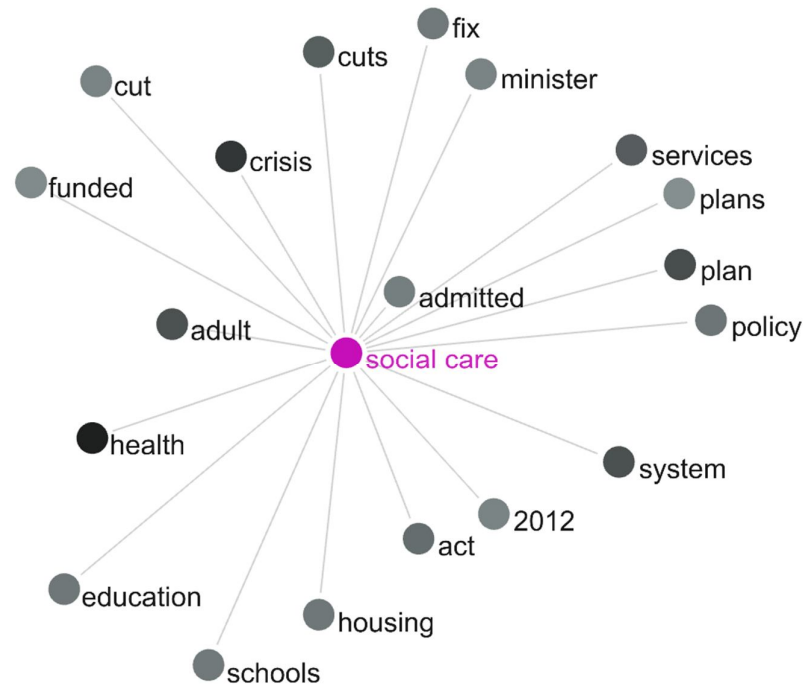 fix
cuts
minister
cut
crisis
services
funded
plans
plan
admitted
policy
adult
social care
health
system
2012
act
education
housing
schools